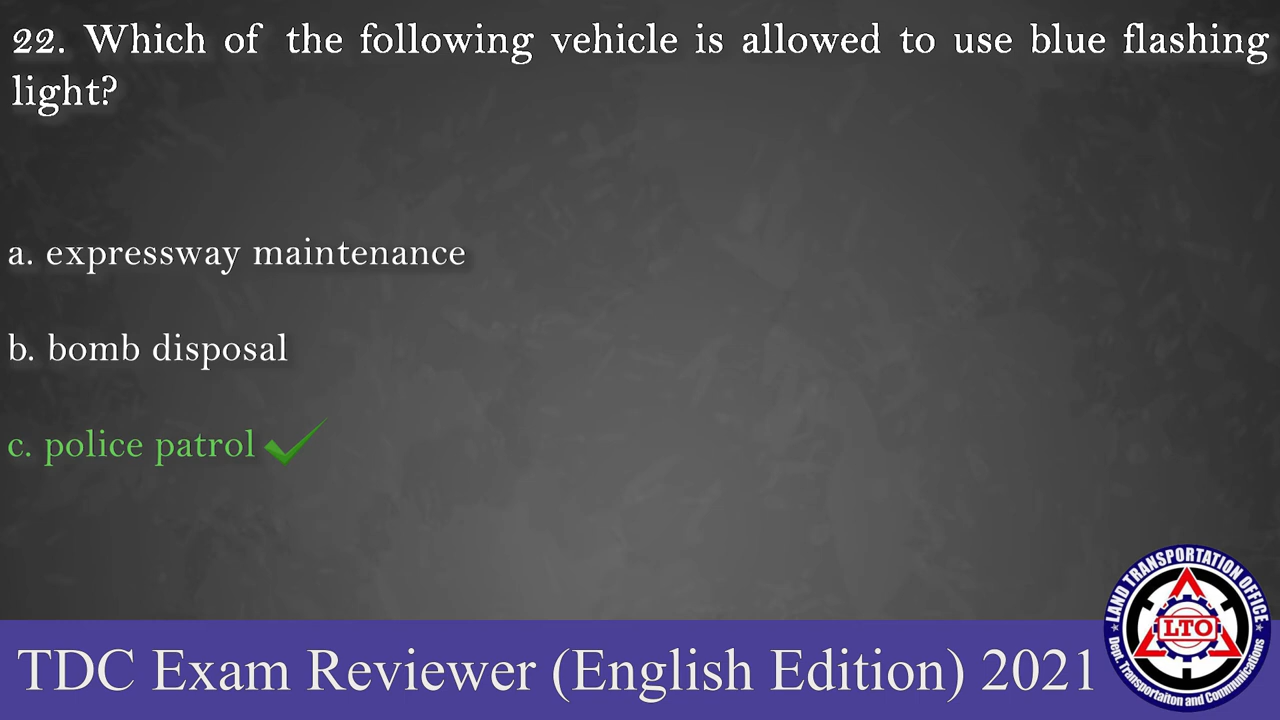 22. Which of the following vehicle is allowed to use blue flashing
light?
a. expressway maintenance
b. bomb disposal
c. police patrol
TDC Exam Reviewer (English Edition) 2021
LAND TRANSPORTATION OFFICE
LTO
Dept. Transportaiton and Communications